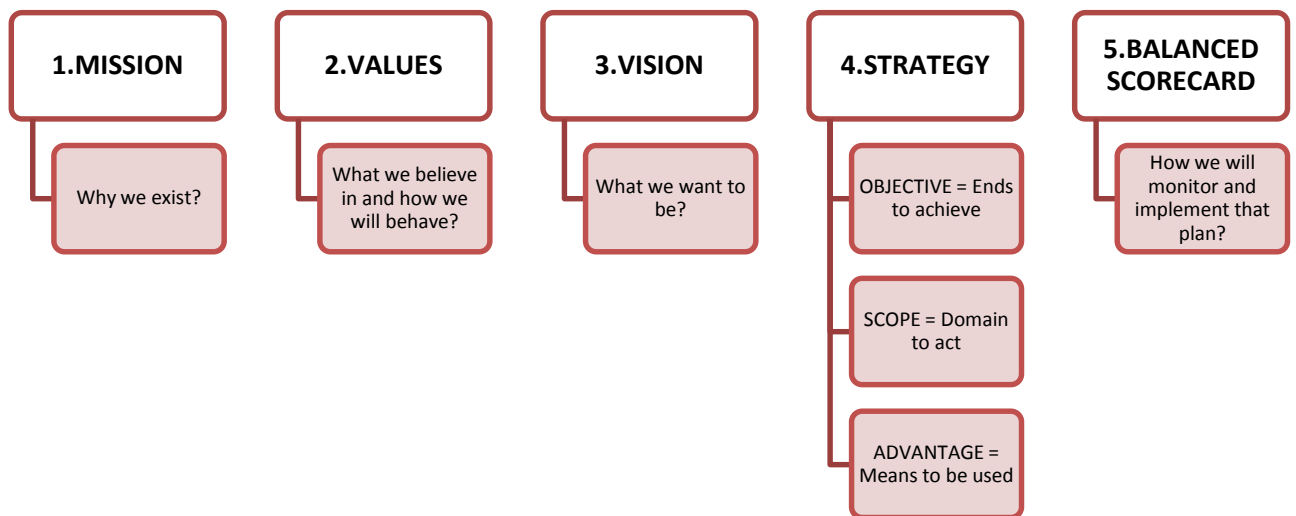 1.MISSION
Why we exist?
2.VALUES
What we believe
in and how we
will behave?
3.VISION
What we want to
be?
4.STRATEGY
OBJECTIVE = Ends
to achieve
SCOPE = Domain
to act
ADVANTAGE =
Means to be used
5.BALANCED
SCORECARD
How we will
monitor and
implement that
plan?